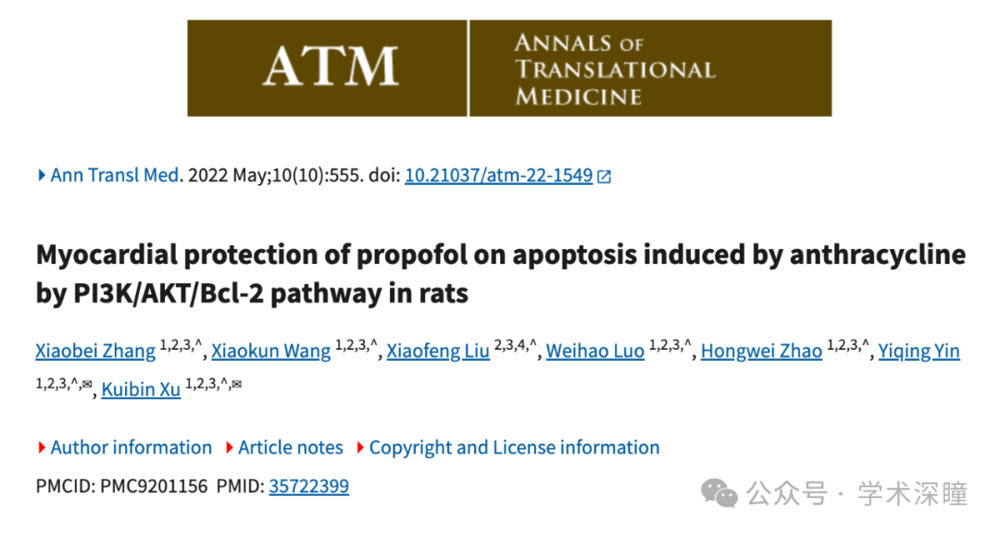 ATM
ANNALS OF
TRANSLATIONAL
MEDICINE
Ann Transl Med. 2022 May;10(10):555. doi: 10.21037/atm-22-1549
Myocardial protection of propofol on apoptosis induced by anthracycline
by PI3K/AKT/Bcl-2 pathway in rats
Xiaobei Zhang 1,2,3,^, Xiaokun Wang 1,2,3,^, Xiaofeng Liu 2,3,4,^, Weihao Luo 1,2,3,^, Hongwei Zhao 1,2,3,^, Yiqing Yin
1,2,3,^,✉, Kuibin Xu 1,2,3,^,✉
Author information Article notes Copyright and License information
PMCID: PMC9201156 PMID: 35722399
公众号 · 学术深瞳